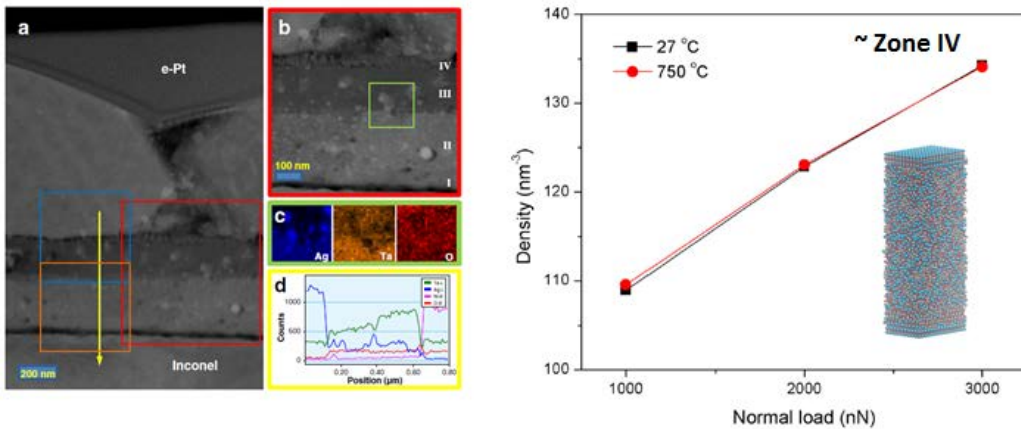 a
e-Pt
Inconel
200 nm
b
IV
III
II
I
100 nm
c
Ag
Ta
O
d
Counts
1000
500
0
0.20
0.40
0.60
0.80
Position (µm)
~ Zone IV
27 °C
750 °C
Density (nm⁻³)
140
130
120
110
100
1000
2000
3000
Normal load (nN)